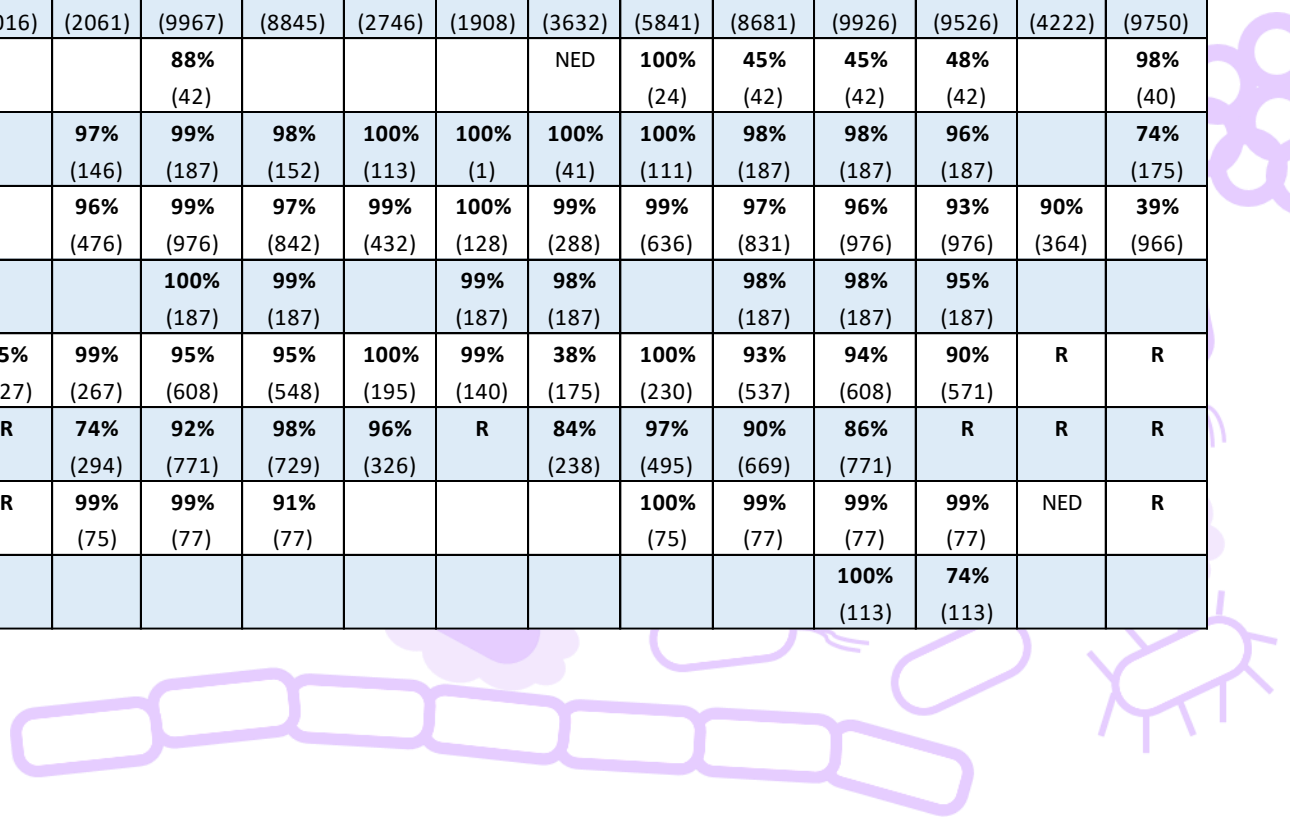 016) (2061) (9967) (8845) (2746) (1908) (3632) (5841) (8681) (9926) (9526) (4222) (9750)
88% NED 100% 45% 45% 48% 98%
(42) (24) (42) (42) (42) (40)
97% 99% 98% 100% 100% 100% 100% 98% 98% 96% 74%
(146) (187) (152) (113) (1) (41) (111) (187) (187) (187) (175)
96% 99% 97% 99% 100% 99% 99% 97% 96% 93% 90% 39%
(476) (976) (842) (432) (128) (288) (636) (831) (976) (976) (364) (966)
100% 99% 99% 98% 98% 98% 95%
(187) (187) (187) (187) (187) (187) (187)
5% 99% 95% 95% 100% 99% 38% 100% 93% 94% 90% R R
27) (267) (608) (548) (195) (140) (175) (230) (537) (608) (571)
R 74% 92% 98% 96% R 84% 97% 90% 86% R R R
(294) (771) (729) (326) (238) (495) (669) (771)
R 99% 99% 91% 100% 99% 99% 99% NED R
(75) (77) (77) (75) (77) (77) (77)
100% 74%
(113) (113)